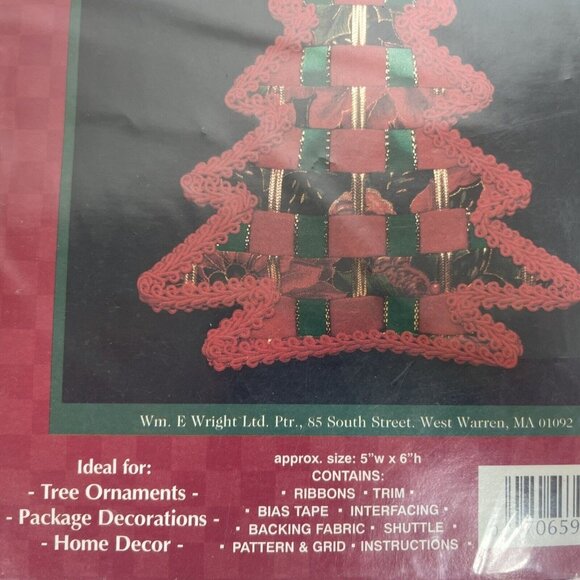 Wm. E Wright Ltd. Ptr., 85 South Street. West Warren, MA 01092
Ideal for:
- Tree Ornaments -
- Package Decorations -
- Home Decor -
approx. size: 5"w x 6"h
CONTAINS:
• RIBBONS • TRIM •
• BIAS TAPE • INTERFACING •
• BACKING FABRIC • SHUTTLE •
• PATTERN & GRID • INSTRUCTIONS •